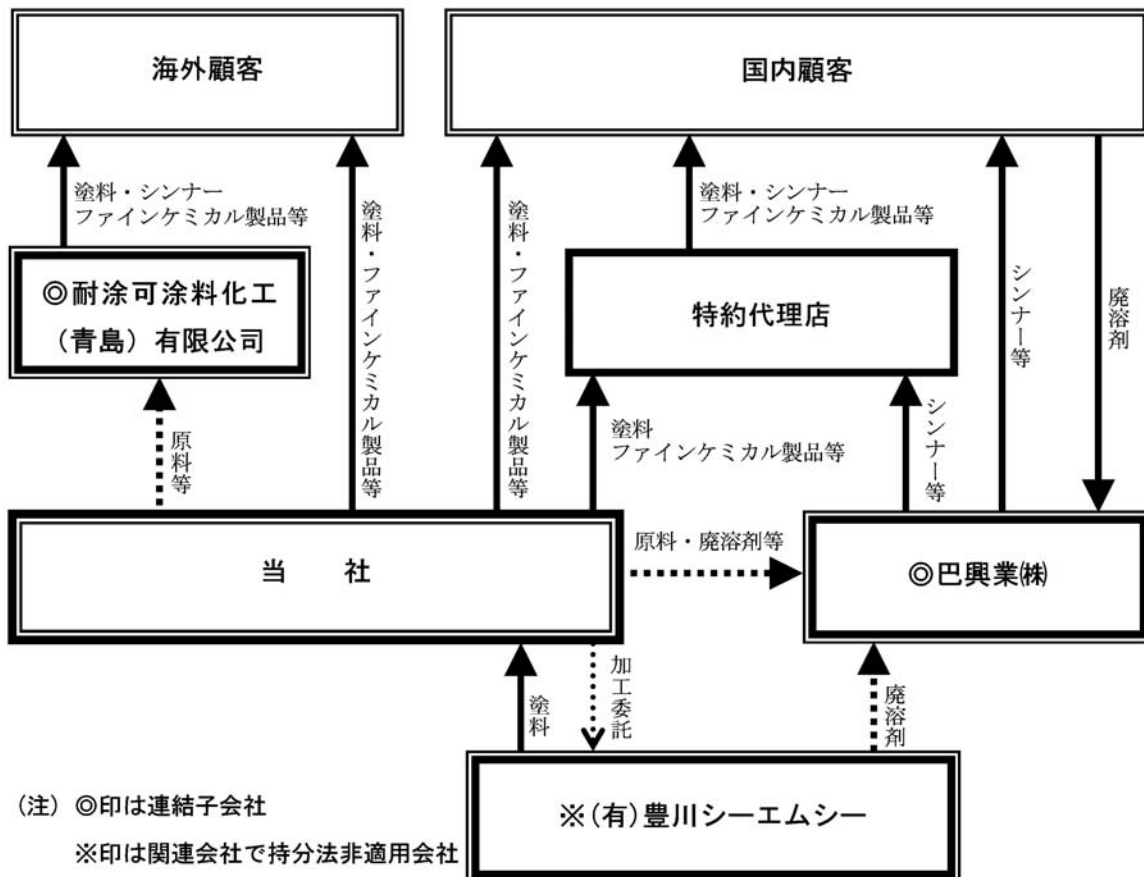 海外顧客
国内顧客
塗料・シンナー
ファインケミカル製品等
塗料・ファインケミカル製品等
塗料・ファインケミカル製品等
塗料・シンナー
ファインケミカル製品等
シンナー等
廃溶剤
◎耐涂可涂料化工
(青島)有限公司
特約代理店
原料等
塗料
ファインケミカル製品等
シンナー等
当 社
原料・廃溶剤等
◎巴興業㈱
塗料
加工委託
廃溶剤
※(有)豊川シーエムシー
(注) ◎印は連結子会社
※印は関連会社で持分法非適用会社